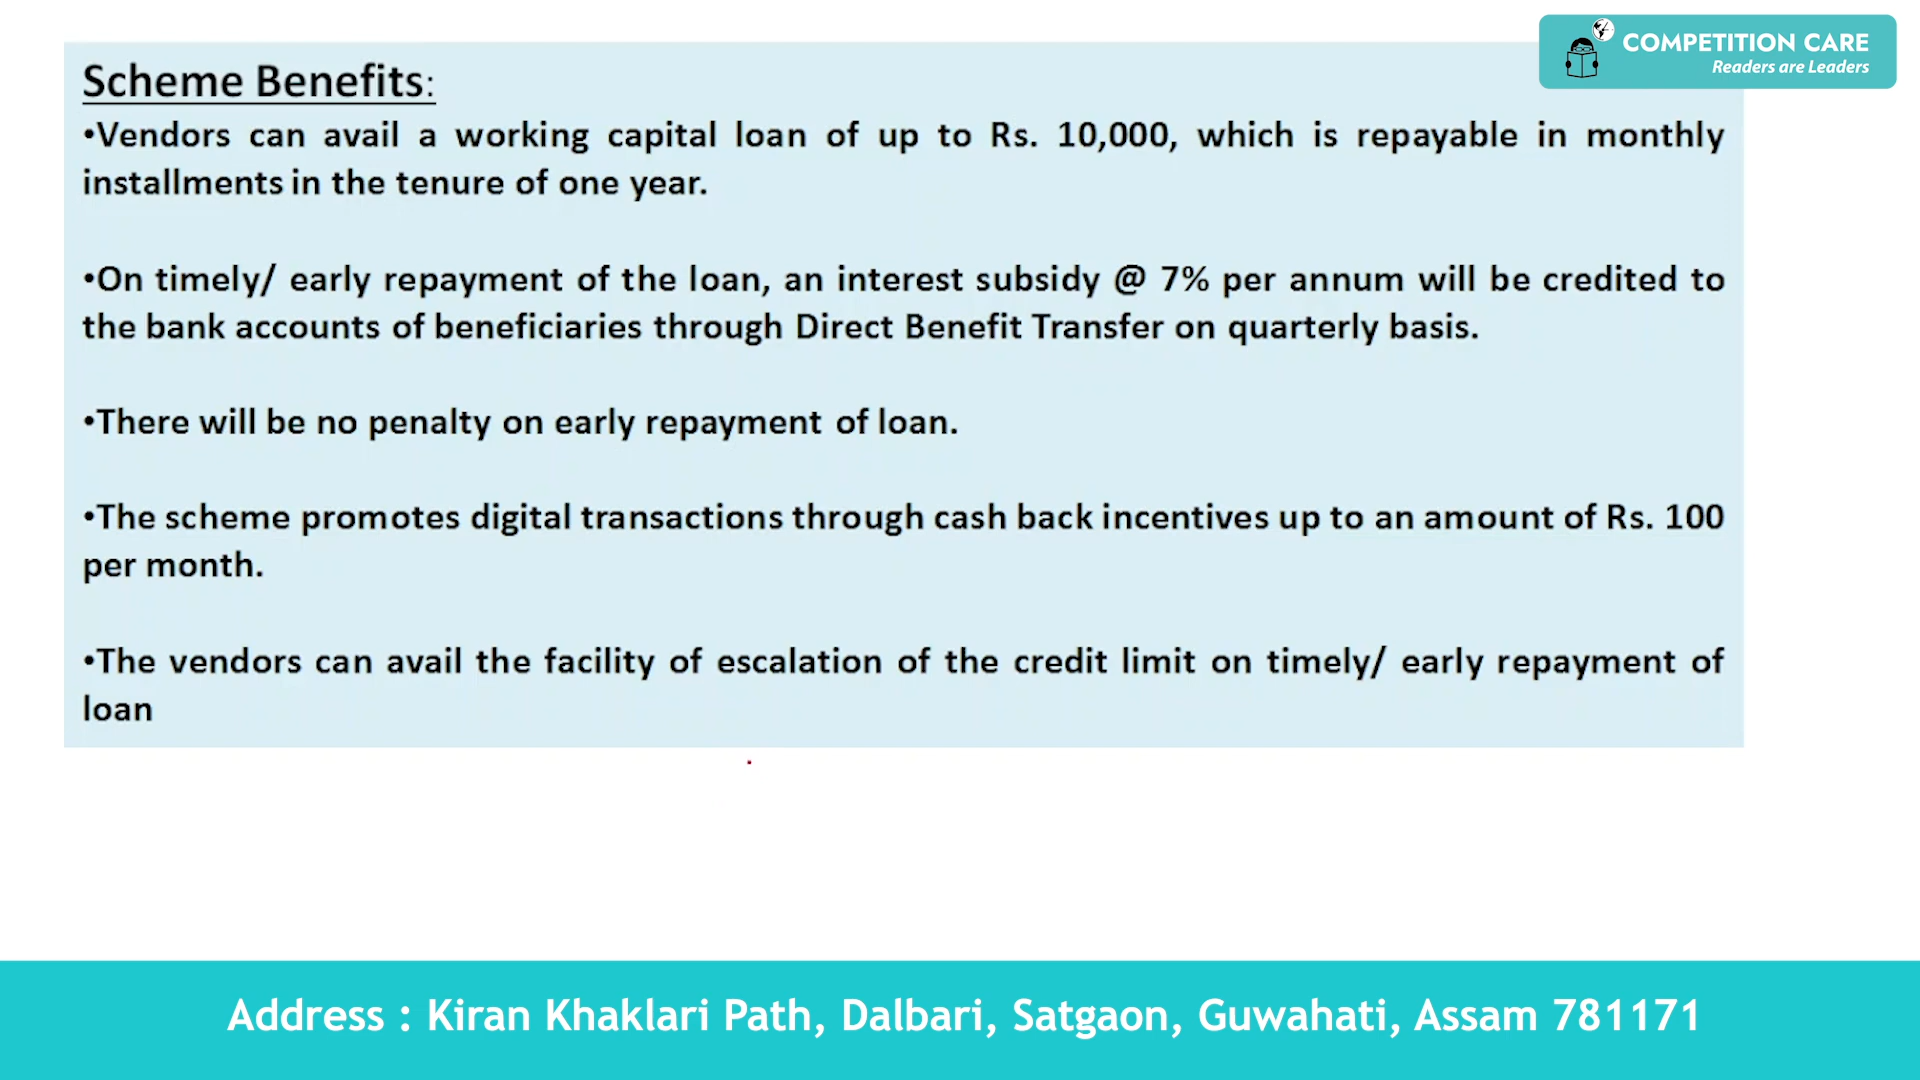 COMPETITION CARE
Readers are Leaders
Scheme Benefits:
•Vendors can avail a working capital loan of up to Rs. 10,000, which is repayable in monthly
installments in the tenure of one year.
•On timely/ early repayment of the loan, an interest subsidy @ 7% per annum will be credited to
the bank accounts of beneficiaries through Direct Benefit Transfer on quarterly basis.
•There will be no penalty on early repayment of loan.
•The scheme promotes digital transactions through cash back incentives up to an amount of Rs. 100
per month.
•The vendors can avail the facility of escalation of the credit limit on timely/ early repayment of
loan
Address : Kiran Khaklari Path, Dalbari, Satgaon, Guwahati, Assam 781171